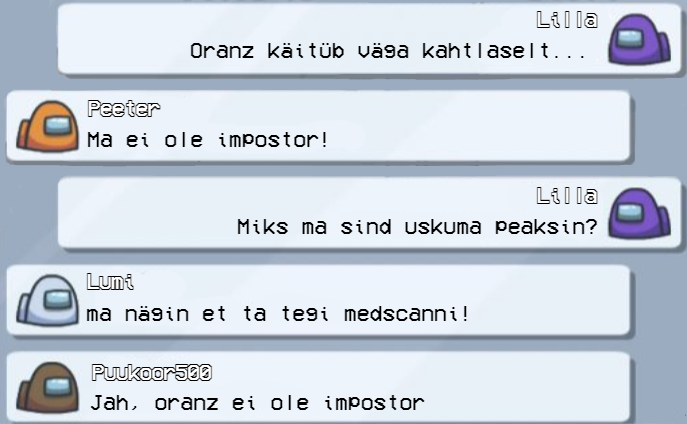 Lilla
Oranz käitüb väga kahtlaselt...
Peeter
Ma ei ole impostor!
Lilla
Miks ma sind uskuma peaksin?
Lumi
ma nägin et ta tegi medscanni!
Puukoor500
Jah, oranz ei ole impostor